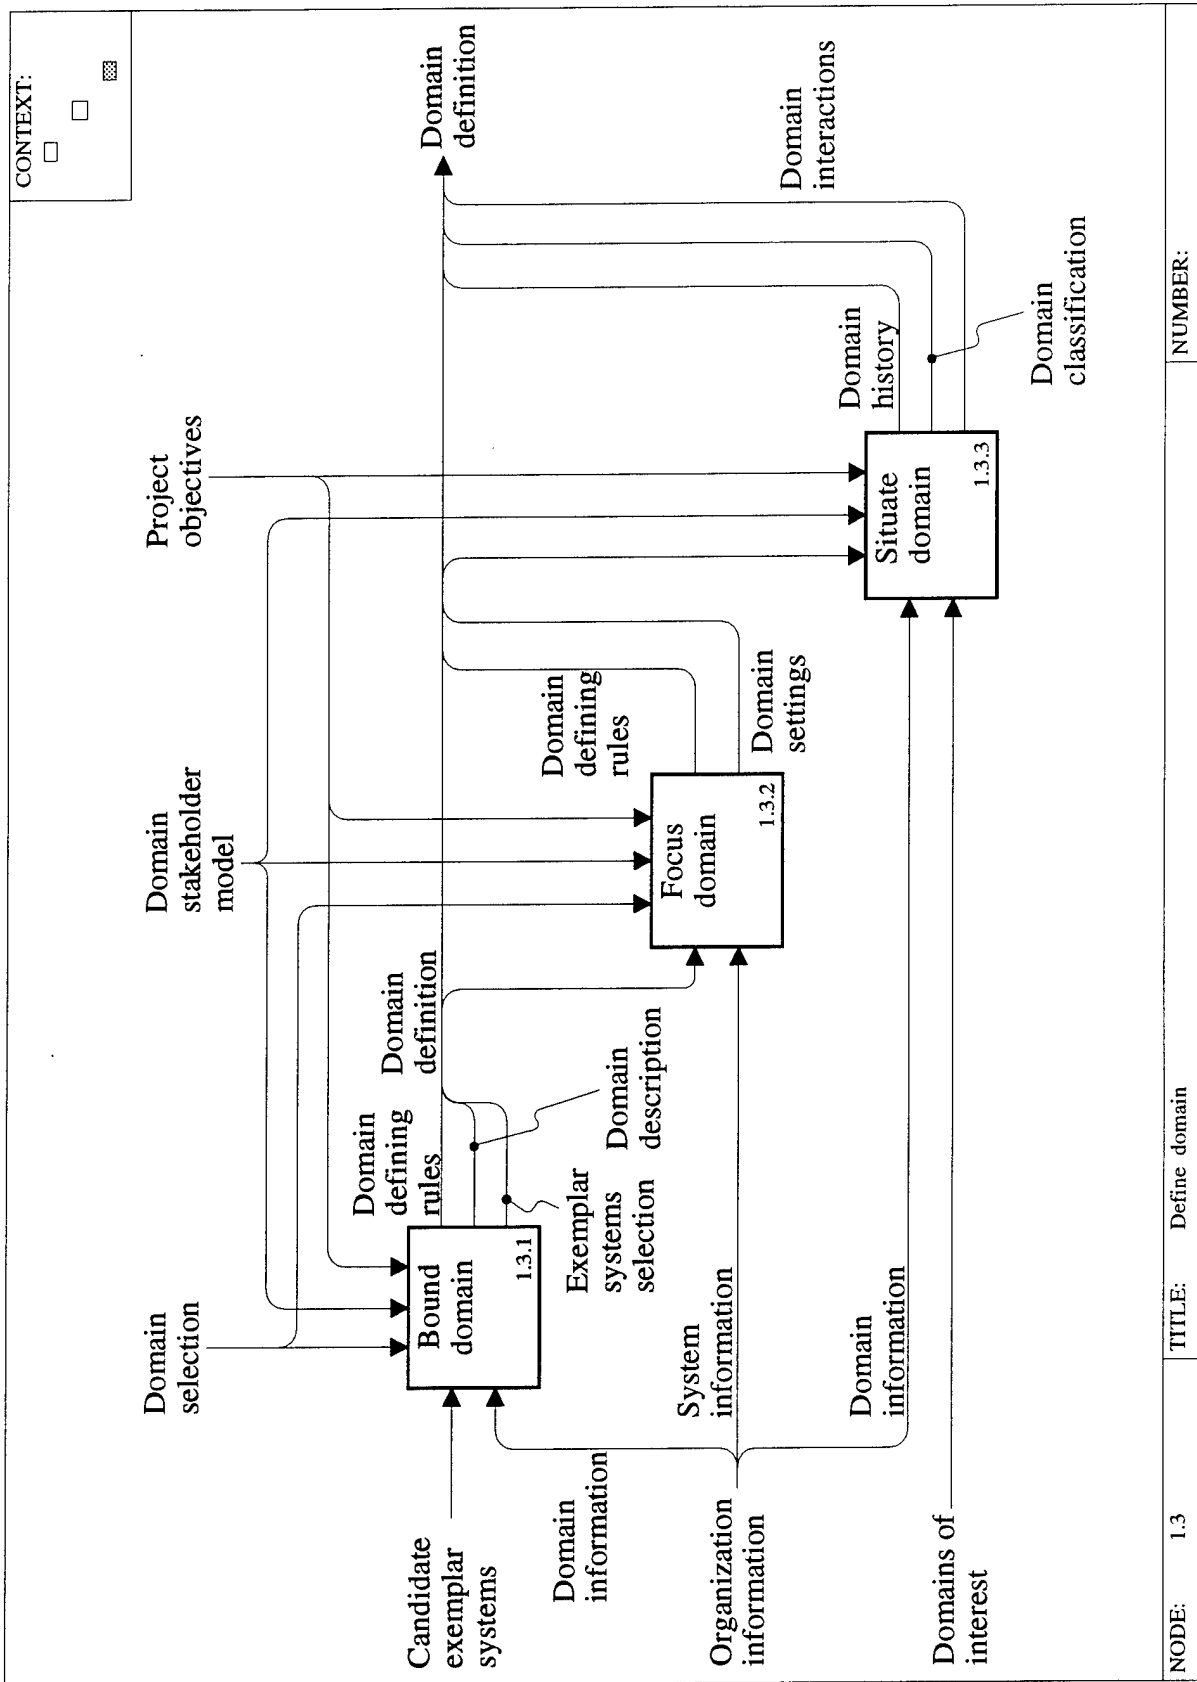 CONTEXT:
Domain
selection
Domain
stakeholder
model
Project
objectives
Candidate
exemplar
systems
Bound
domain
1.3.1
Domain
defining
rules
Domain
definition
Domain
definition
Domain
information
Exemplar
systems
selection
Domain
description
Organization
information
System
information
Focus
domain
1.3.2
Domain
defining
rules
Domain
settings
Domain
information
Domains of
interest
Situate
domain
1.3.3
Domain
history
Domain
interactions
Domain
classification
NODE: 1.3
TITLE: Define domain
NUMBER: